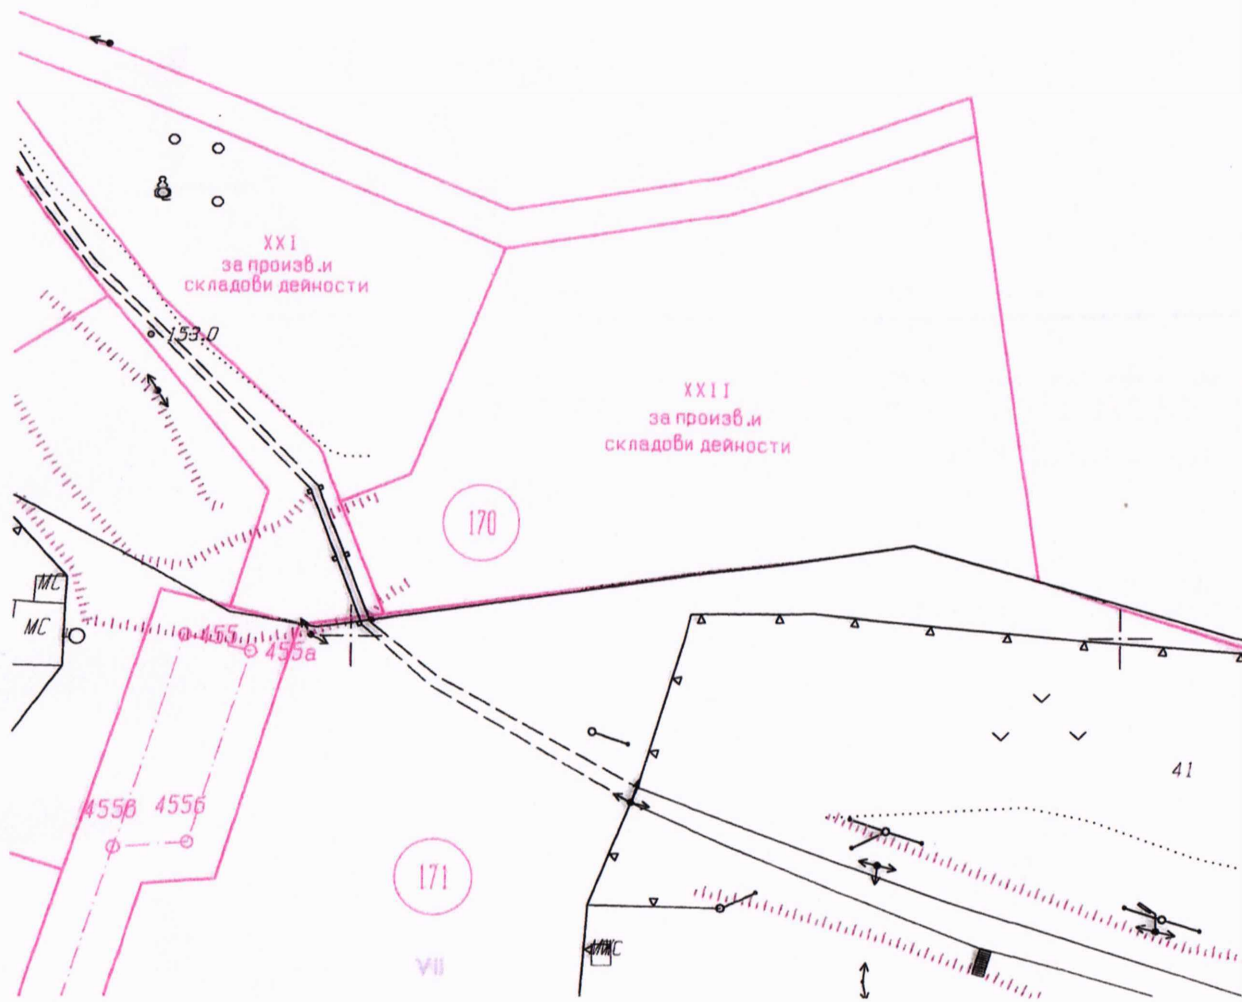 XXI
за произв.и
складови дейности
153.0
XXII
за произв.и
складови дейности
170
МС
МС
455
455а
41
455в
455б
171
VII